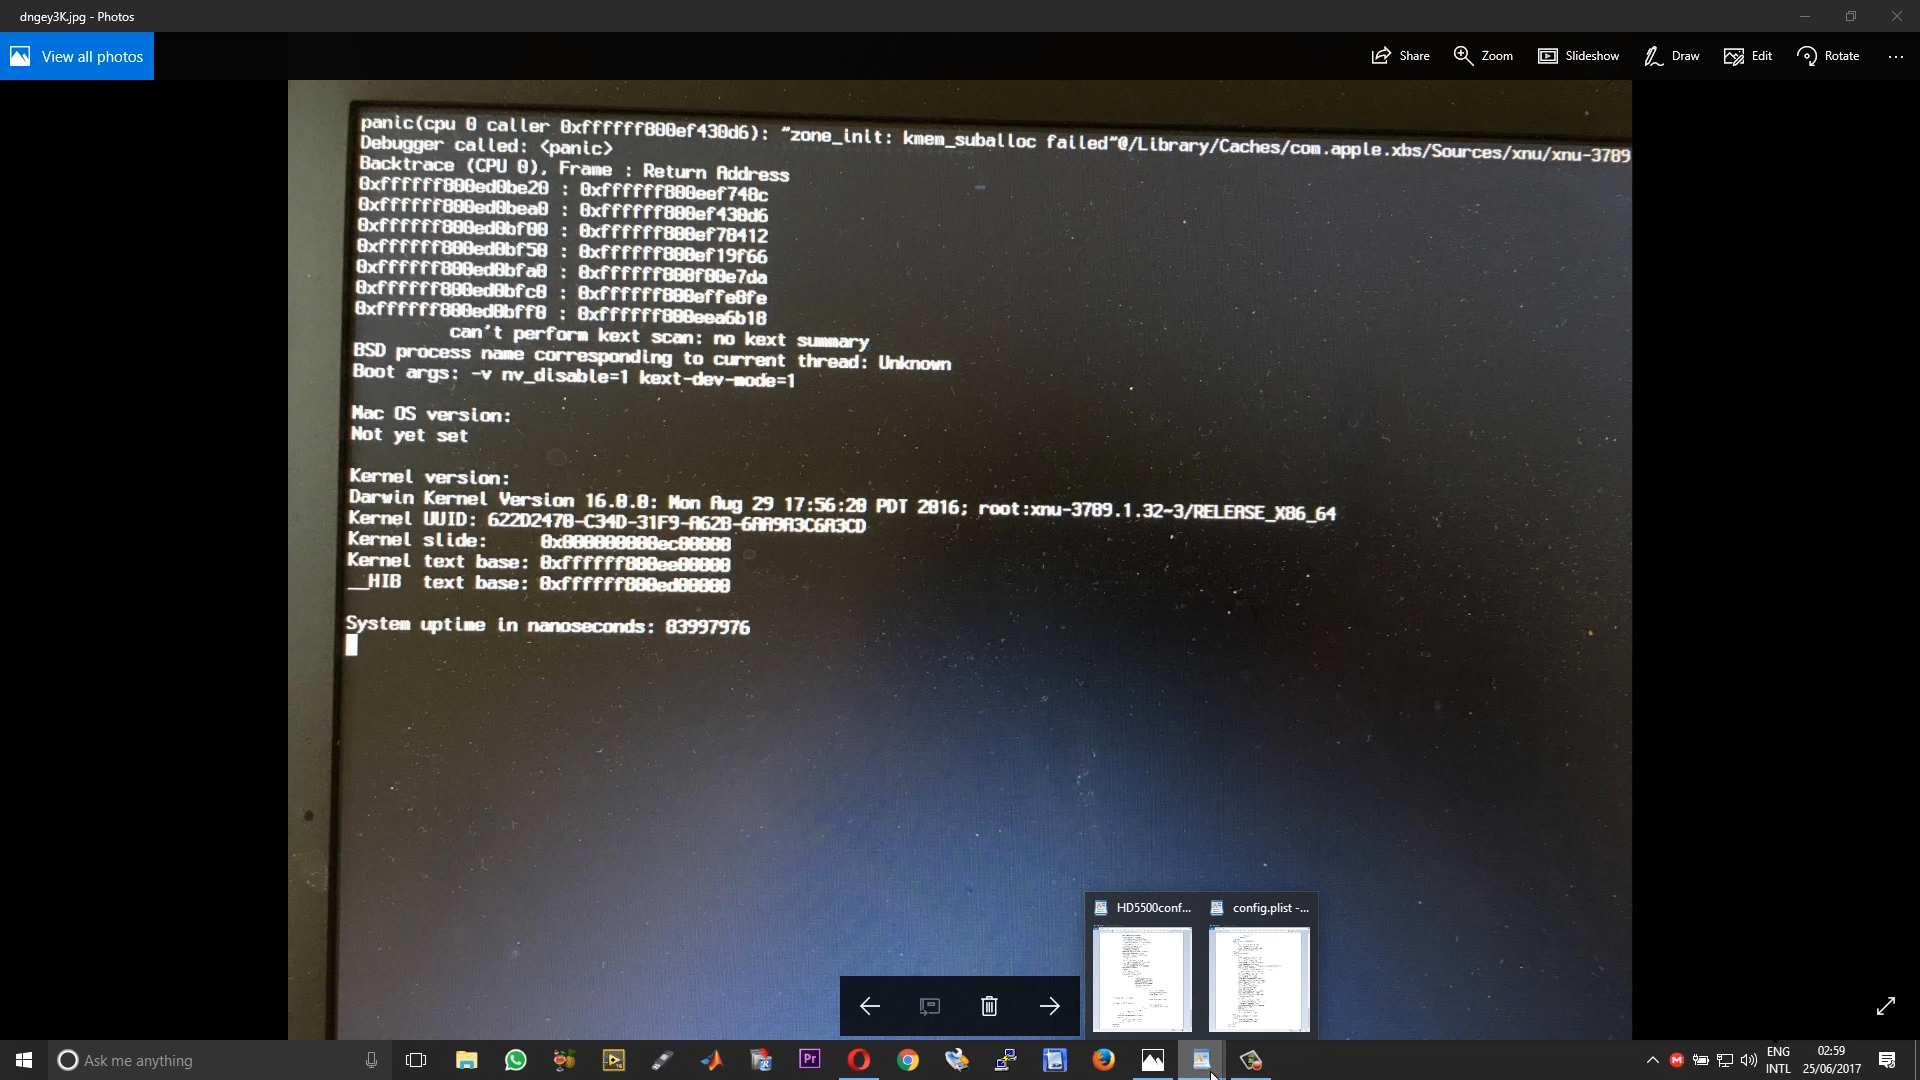 dngey3K.jpg - Photos
View all photos
Share
Zoom
Slideshow
Draw
Edit
Rotate
panic(cpu 0 caller 0xffffff800ef430d6): "zone_init: kmem_suballoc failed"@/Library/Caches/com.apple.xbs/Sources/xnu/xnu-3789
Debugger called: <panic>
Backtrace (CPU 0), Frame : Return Address
0xffffff800ed0be20 : 0xffffff800eef748c
0xffffff800ed0bea0 : 0xffffff800ef430d6
0xffffff800ed0bf00 : 0xffffff800ef78412
0xffffff800ed0bf50 : 0xffffff800ef19f66
0xffffff800ed0bfa0 : 0xffffff800f00e7da
0xffffff800ed0bfc0 : 0xffffff800effe8fe
0xffffff800ed0bff0 : 0xffffff800eea6b18
can't perform kext scan: no kext summary
BSD process name corresponding to current thread: Unknown
Boot args: -v nv_disable=1 kext-dev-mode=1
Mac OS version:
Not yet set
Kernel version:
Darwin Kernel Version 16.0.0: Mon Aug 29 17:56:20 PDT 2016; root:xnu-3789.1.32~3/RELEASE_X86_64
Kernel UUID: 622D2470-C34D-31F9-A62B-6AA9A3C6A3CD
Kernel slide: 0x000000000ec00000
Kernel text base: 0xffffff800ee00000
__HIB text base: 0xffffff800ed00000
System uptime in nanoseconds: 83997976
HD5500conf...
config.plist -...
Ask me anything
Pr
ENG
INTL
02:59
25/06/2017